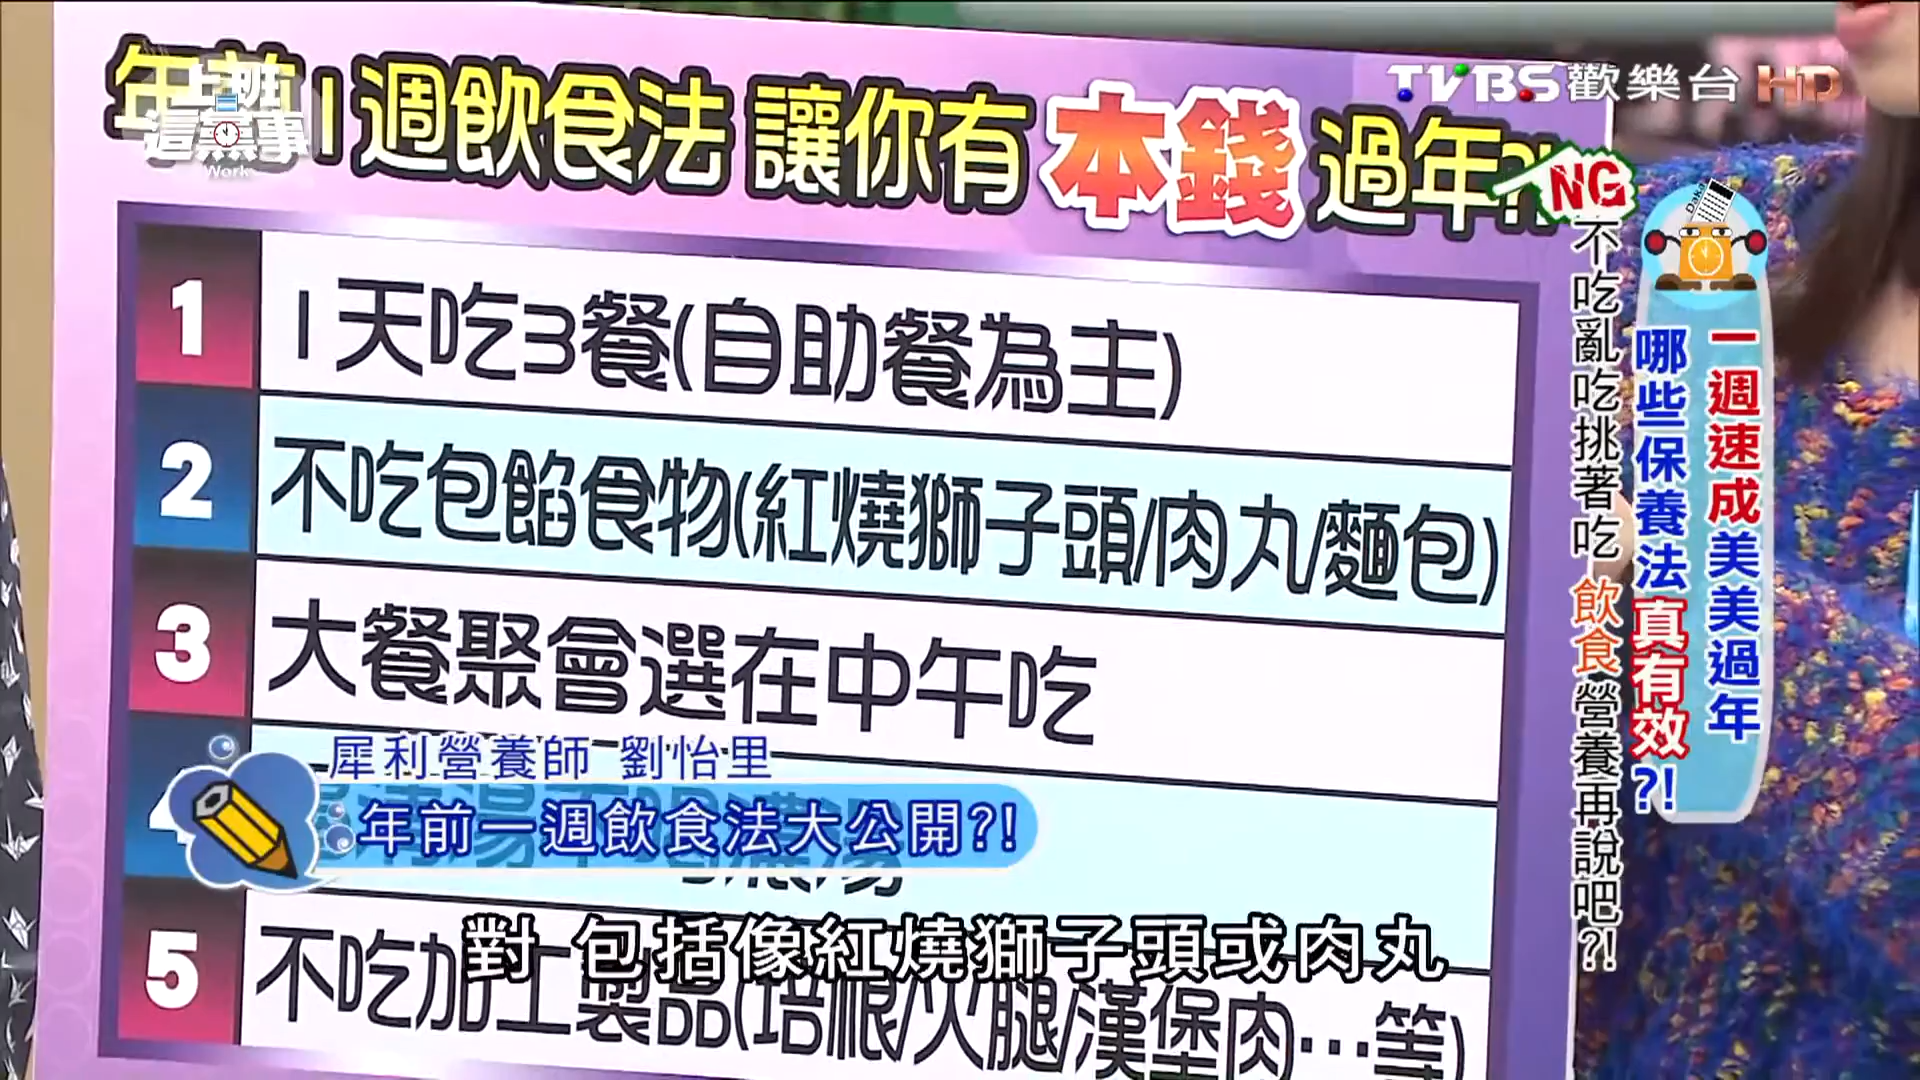 年前1週飲食法 讓你有本錢過年?!
上班這黨事
Work
TVBS歡樂台 HD
1 1天吃3餐(自助餐為主)
2 不吃包餡食物(紅燒獅子頭/肉丸/麵包)
3 大餐聚會選在中午吃
4
5 不吃加工製品(培根/火腿/漢堡肉…等)
犀利營養師 劉怡里
年前一週飲食法大公開?!
對 包括像紅燒獅子頭或肉丸
一週速成美美過年
哪些保養法真有效?!
NG
不吃亂吃挑著吃 飲食營養再說吧?!